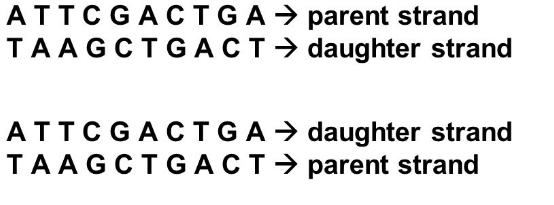 A T T C G A C T G A → parent strand
T A A G C T G A C T → daughter strand
A T T C G A C T G A → daughter strand
T A A G C T G A C T → parent strand